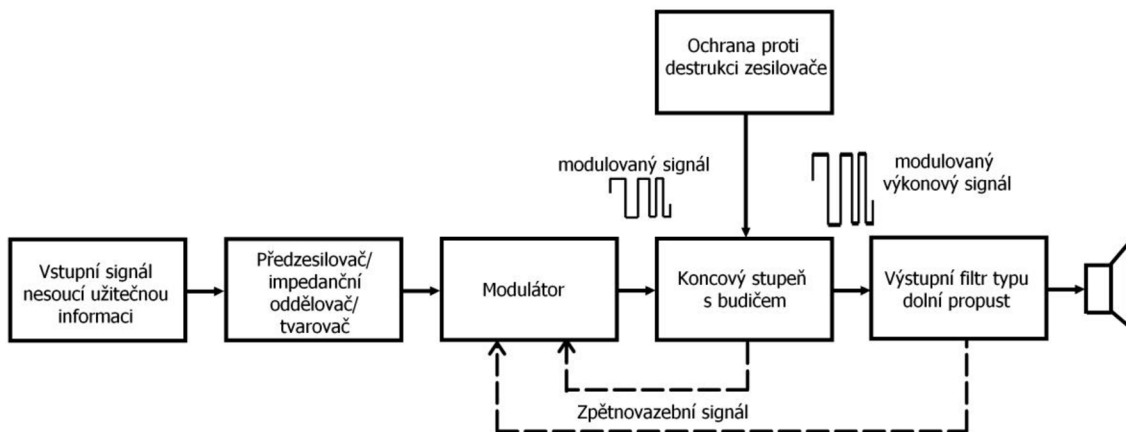 Ochrana proti
destrukci zesilovače
modulovaný signál
modulovaný
výkonový signál
Vstupní signál
nesoucí užitečnou
informaci
Předzesilovač/
impedanční
oddělovač/
tvarovač
Modulátor
Koncový stupeň
s budičem
Výstupní filtr typu
dolní propust
Zpětnovazební signál